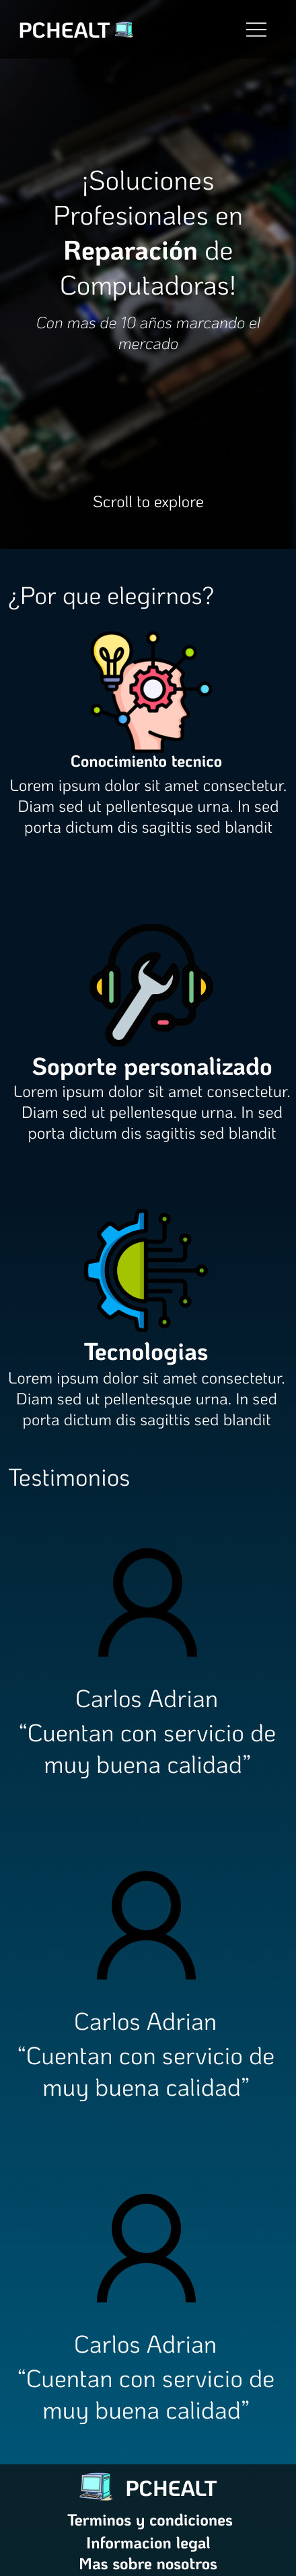 PCHEALT
¡Soluciones
Profesionales en
Reparación de
Computadoras!
Con mas de 10 años marcando el
mercado
Scroll to explore
¿Por que elegirnos?
Conocimiento tecnico
Lorem ipsum dolor sit amet consectetur.
Diam sed ut pellentesque urna. In sed
porta dictum dis sagittis sed blandit
Soporte personalizado
Lorem ipsum dolor sit amet consectetur.
Diam sed ut pellentesque urna. In sed
porta dictum dis sagittis sed blandit
Tecnologias
Lorem ipsum dolor sit amet consectetur.
Diam sed ut pellentesque urna. In sed
porta dictum dis sagittis sed blandit
Testimonios
Carlos Adrian
“Cuentan con servicio de
muy buena calidad”
Carlos Adrian
“Cuentan con servicio de
muy buena calidad”
Carlos Adrian
“Cuentan con servicio de
muy buena calidad”
PCHEALT
Terminos y condiciones
Informacion legal
Mas sobre nosotros